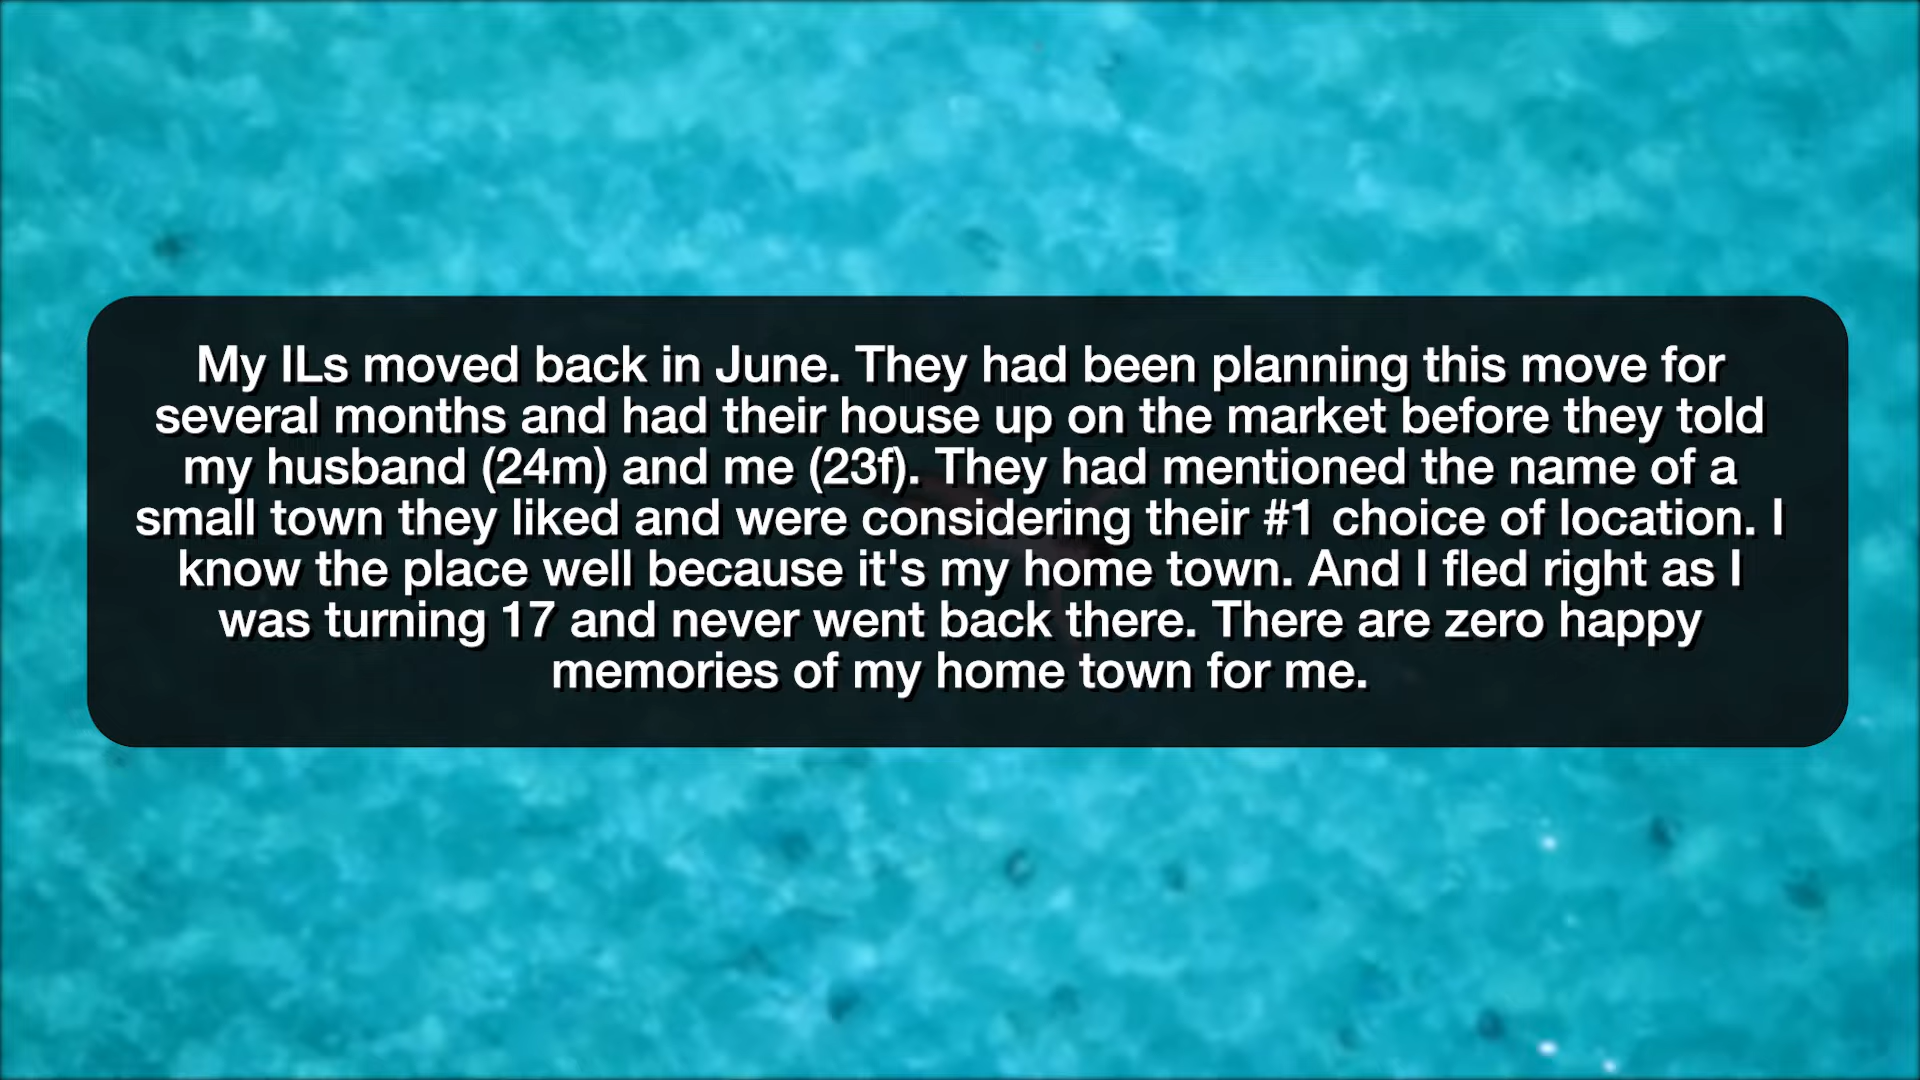 My ILs moved back in June. They had been planning this move for
several months and had their house up on the market before they told
my husband (24m) and me (23f). They had mentioned the name of a
small town they liked and were considering their #1 choice of location. I
know the place well because it's my home town. And I fled right as I
was turning 17 and never went back there. There are zero happy
memories of my home town for me.